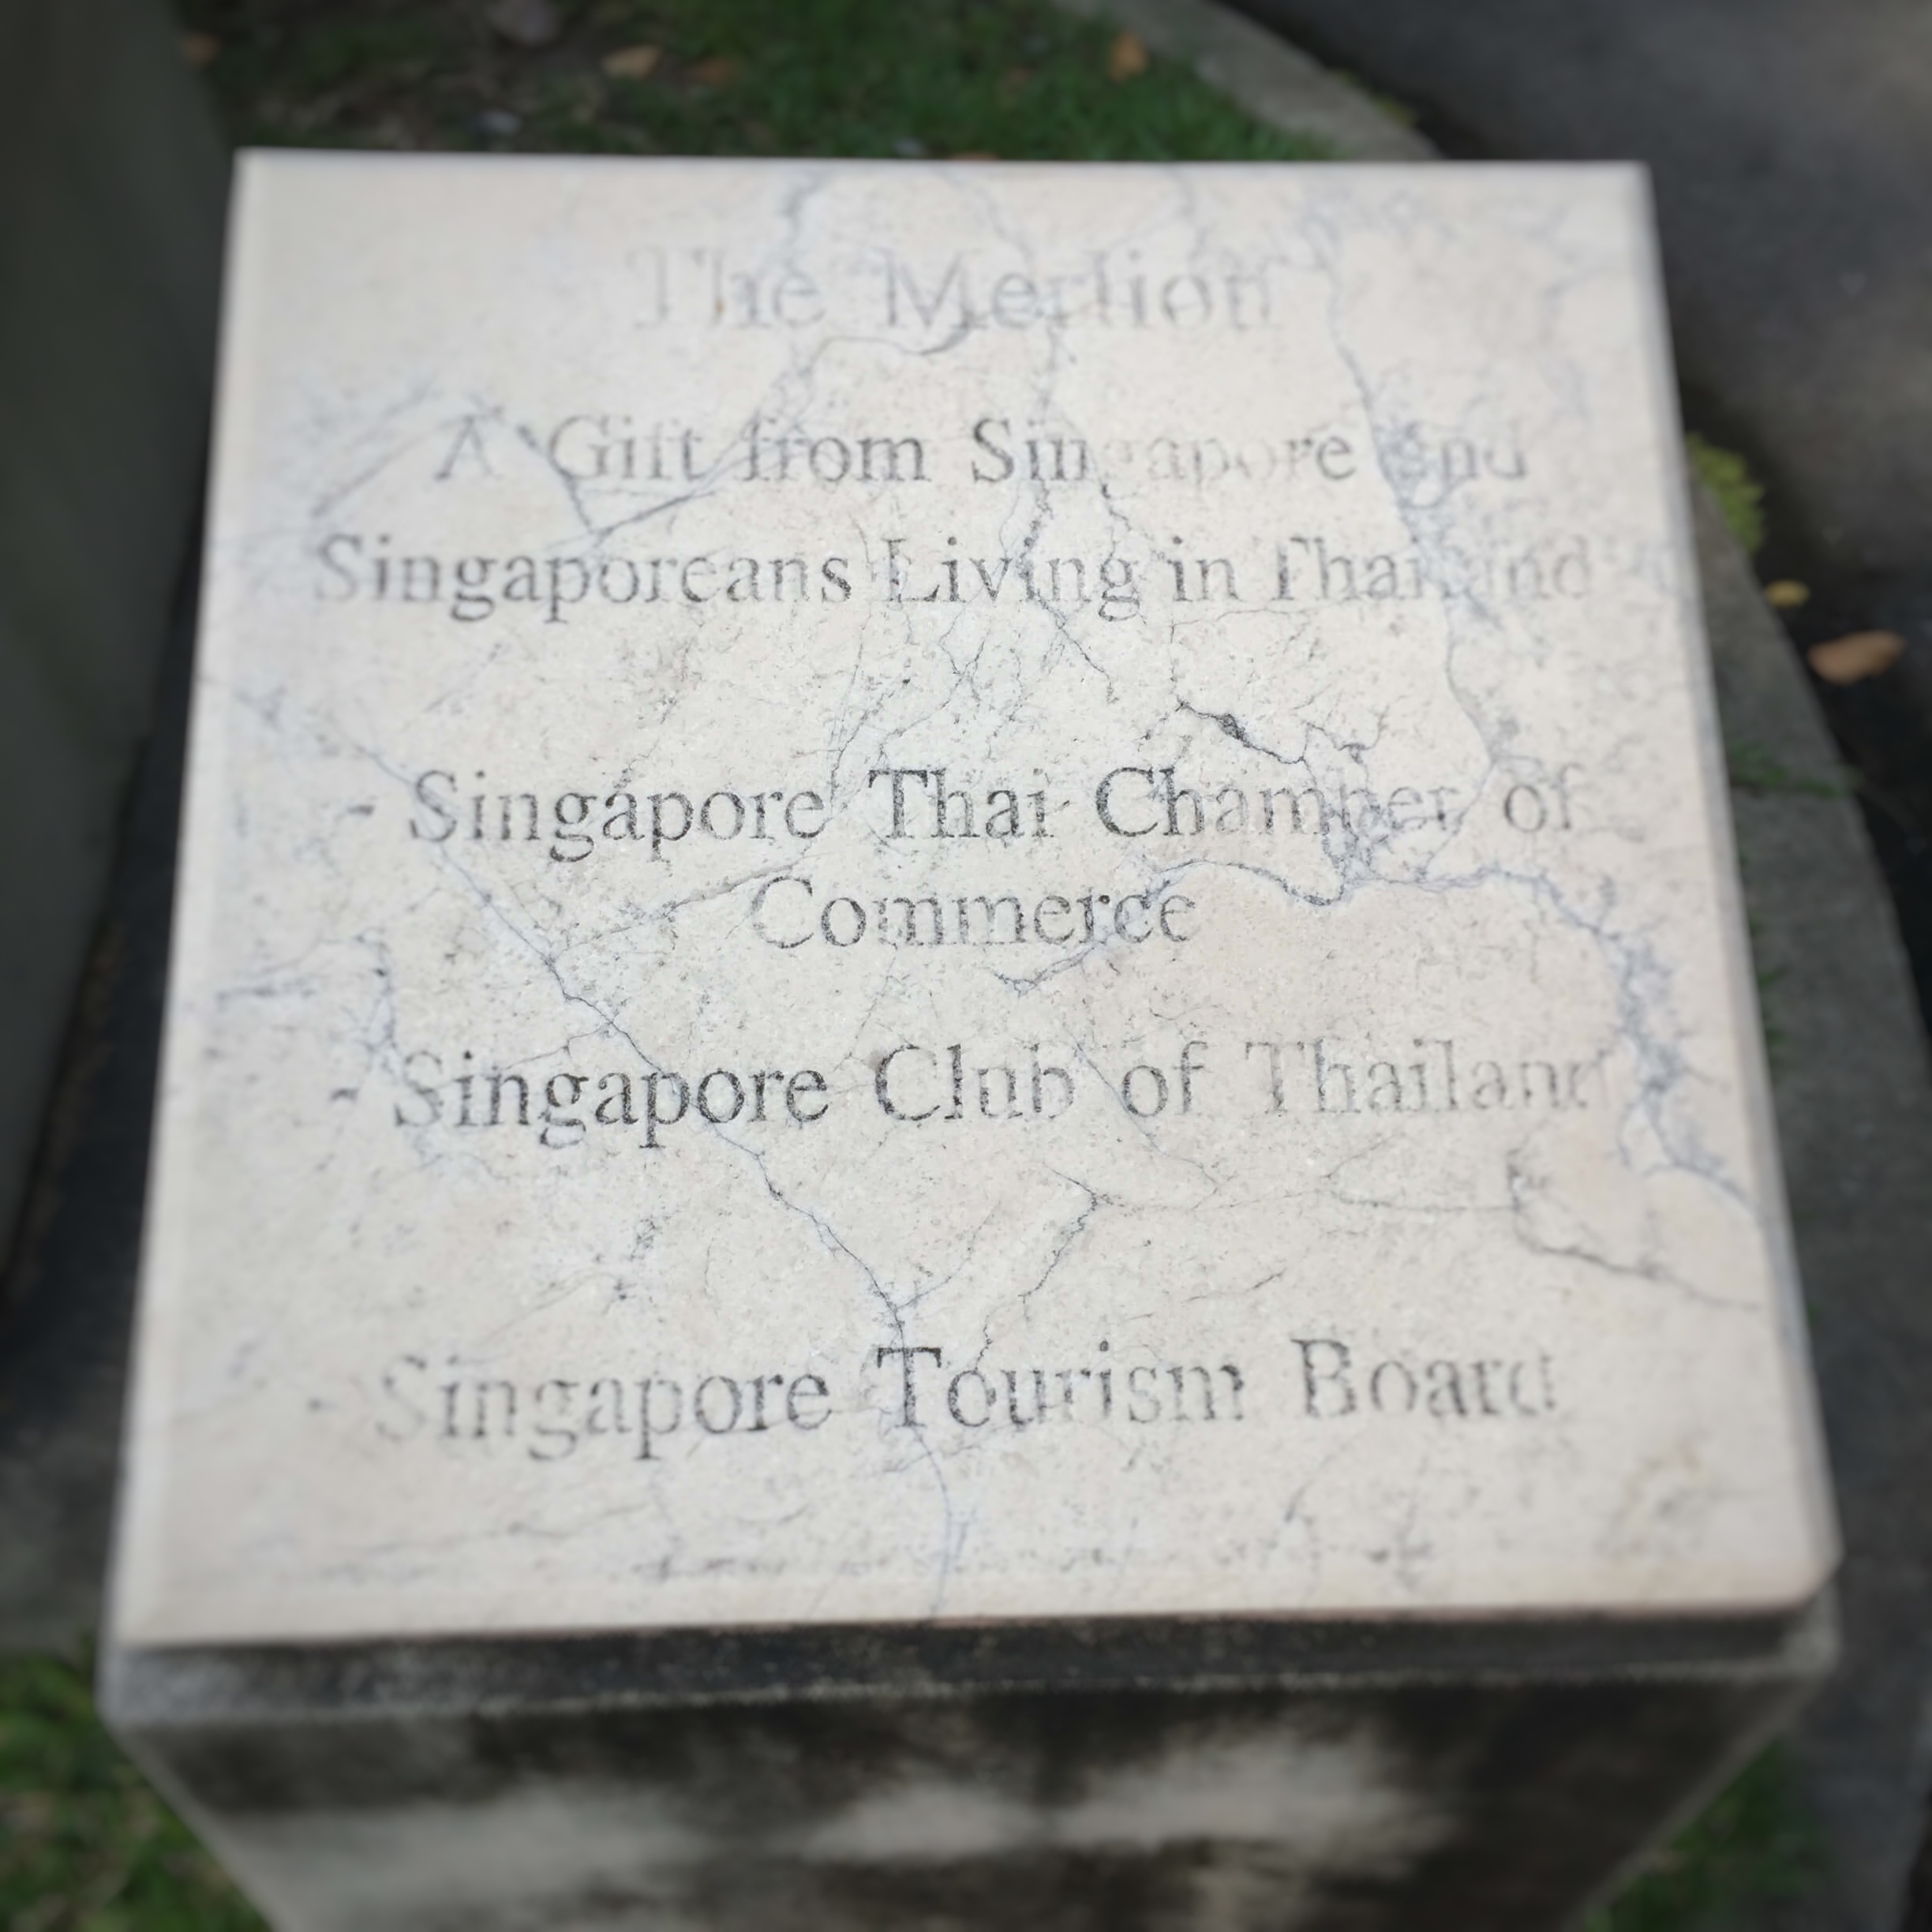 The Merlion
A Gift from Singapore and
Singaporeans Living in Thailand
- Singapore Thai Chamber of
Commerce
- Singapore Club of Thailand
- Singapore Tourism Board